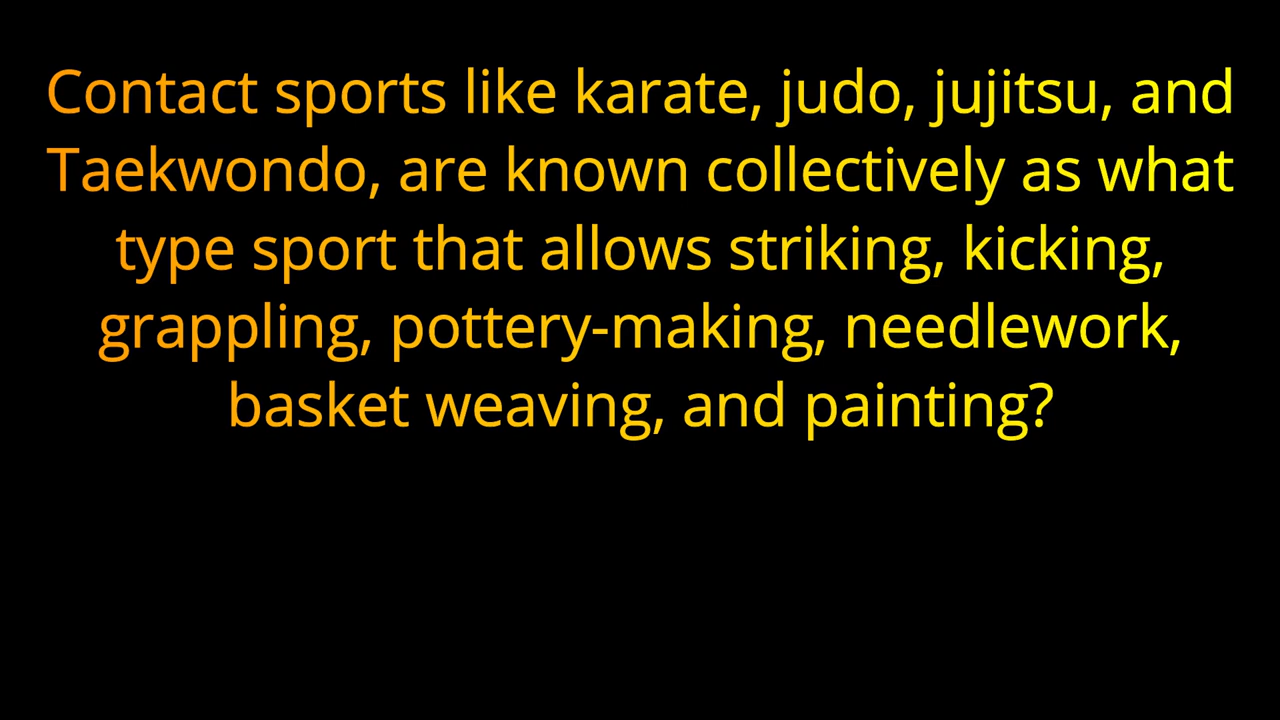 Contact sports like karate, judo, jujitsu, and
Taekwondo, are known collectively as what
type sport that allows striking, kicking,
grappling, pottery-making, needlework,
basket weaving, and painting?